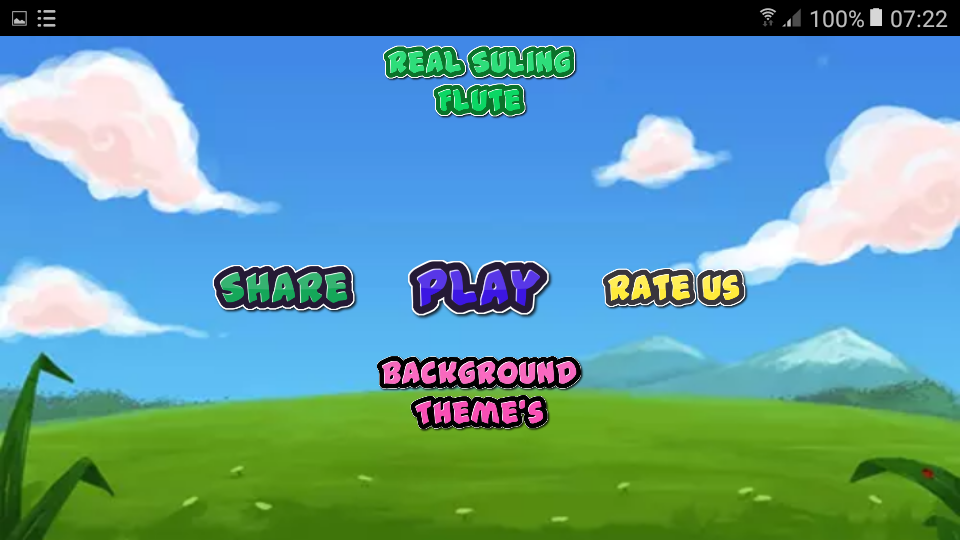 100% 07:22
REAL SULING
FLUTE
SHARE PLAY RATE US
BACKGROUND
THEME'S